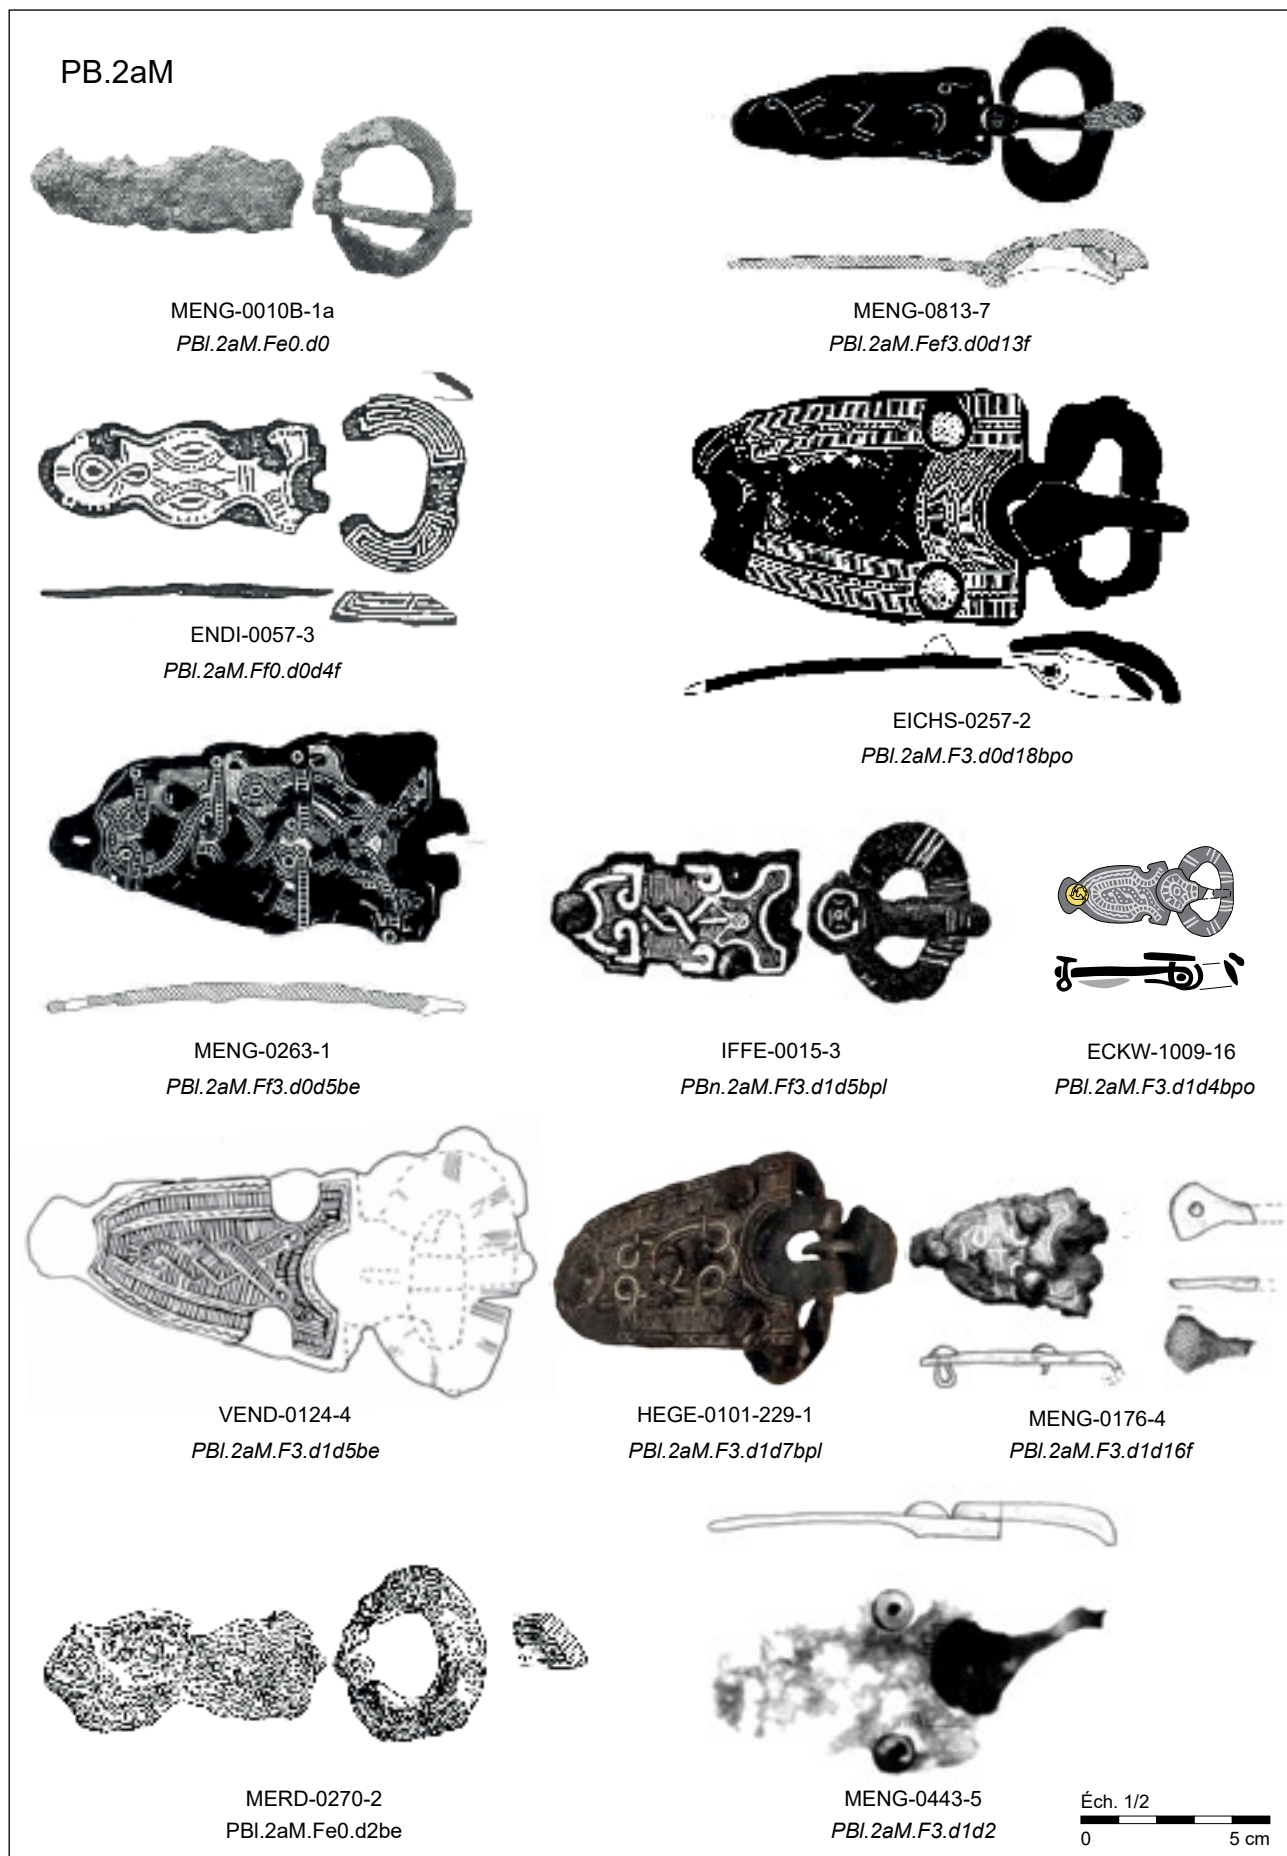 PB.2aM
MENG-0010B-1a
PBl.2aM.Fe0.d0
MENG-0813-7
PBl.2aM.Fef3.d0d13f
ENDI-0057-3
PBl.2aM.Ff0.d0d4f
EICHS-0257-2
PBl.2aM.F3.d0d18bpo
MENG-0263-1
PBl.2aM.Ff3.d0d5be
IFFE-0015-3
PBn.2aM.Ff3.d1d5bpl
ECKW-1009-16
PBl.2aM.F3.d1d4bpo
VEND-0124-4
PBl.2aM.F3.d1d5be
HEGE-0101-229-1
PBl.2aM.F3.d1d7bpl
MENG-0176-4
PBl.2aM.F3.d1d16f
MERD-0270-2
PBl.2aM.Fe0.d2be
MENG-0443-5
PBl.2aM.F3.d1d2
Éch. 1/2
0 5 cm